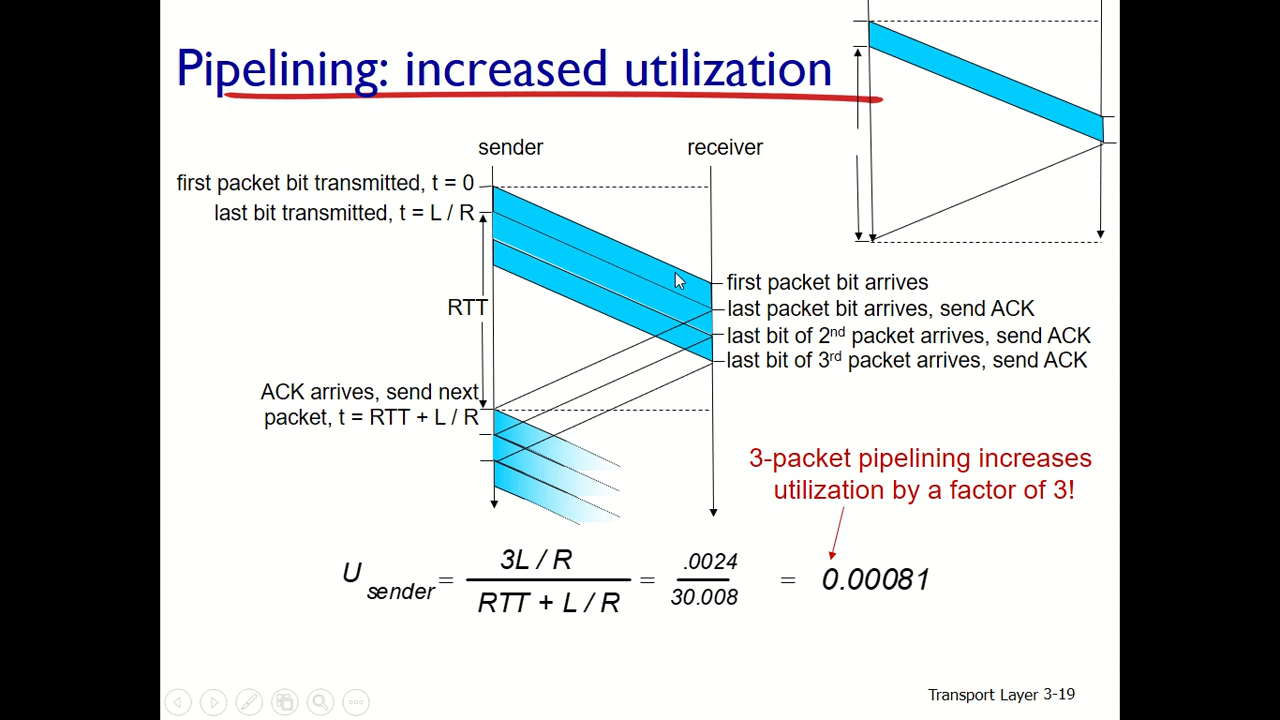 Pipelining: increased utilization
sender
receiver
first packet bit transmitted, t = 0
last bit transmitted, t = L / R
RTT
first packet bit arrives
last packet bit arrives, send ACK
last bit of 2nd packet arrives, send ACK
last bit of 3rd packet arrives, send ACK
ACK arrives, send next
packet, t = RTT + L / R
3-packet pipelining increases
utilization by a factor of 3!
U sender = 3L / R
RTT + L / R
= .0024
30.008
= 0.00081
Transport Layer 3-19